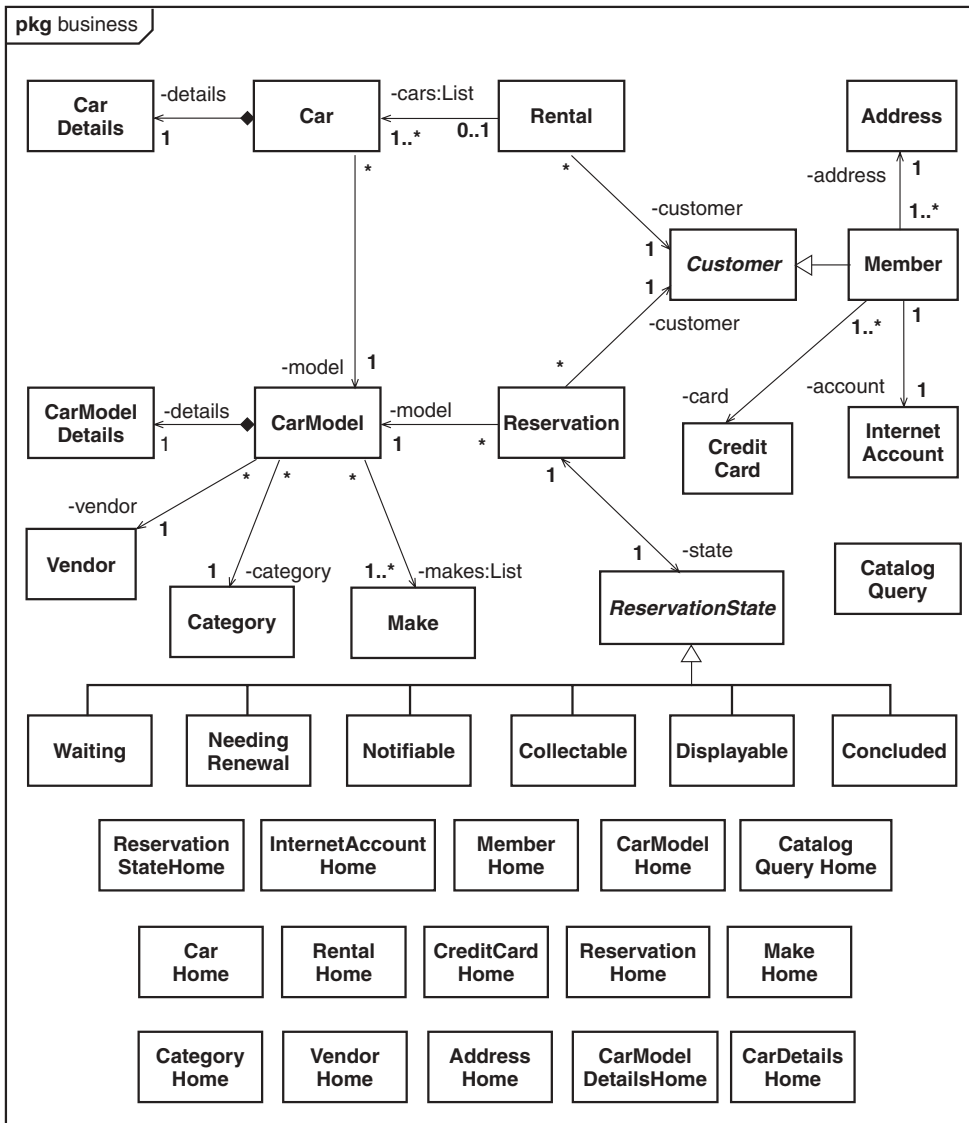 pkg business
Car
Details
-details
1
Car
-cars:List
1..*
0..1
Rental
Address
1
-address
1..*
*
*
-customer
1
Customer
Member
1
-customer
*
1..*
1
-model
1
-card
-account
1
CarModel
Details
-details
1
CarModel
-model
1
*
Reservation
Credit
Card
Internet
Account
*
*
*
1
-vendor
1
Vendor
1
-category
Category
1..*
-makes:List
Make
1
-state
ReservationState
Catalog
Query
Waiting
Needing
Renewal
Notifiable
Collectable
Displayable
Concluded
Reservation
StateHome
InternetAccount
Home
Member
Home
CarModel
Home
Catalog
Query Home
Car
Home
Rental
Home
CreditCard
Home
Reservation
Home
Make
Home
Category
Home
Vendor
Home
Address
Home
CarModel
DetailsHome
CarDetails
Home